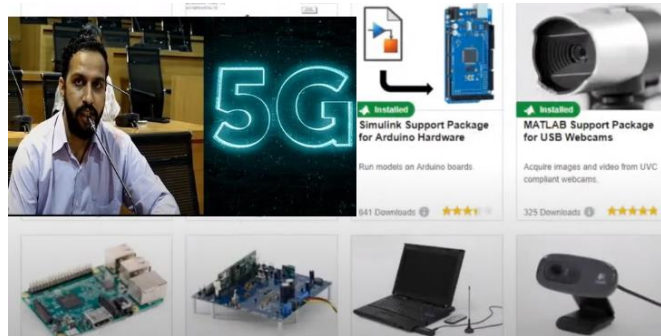 5G
Installed
Simulink Support Package
for Arduino Hardware
Run models on Arduino boards
641 Downloads
Installed
MATLAB Support Package
for USB Webcams
Acquire images and video from UVC
compliant webcams.
325 Downloads